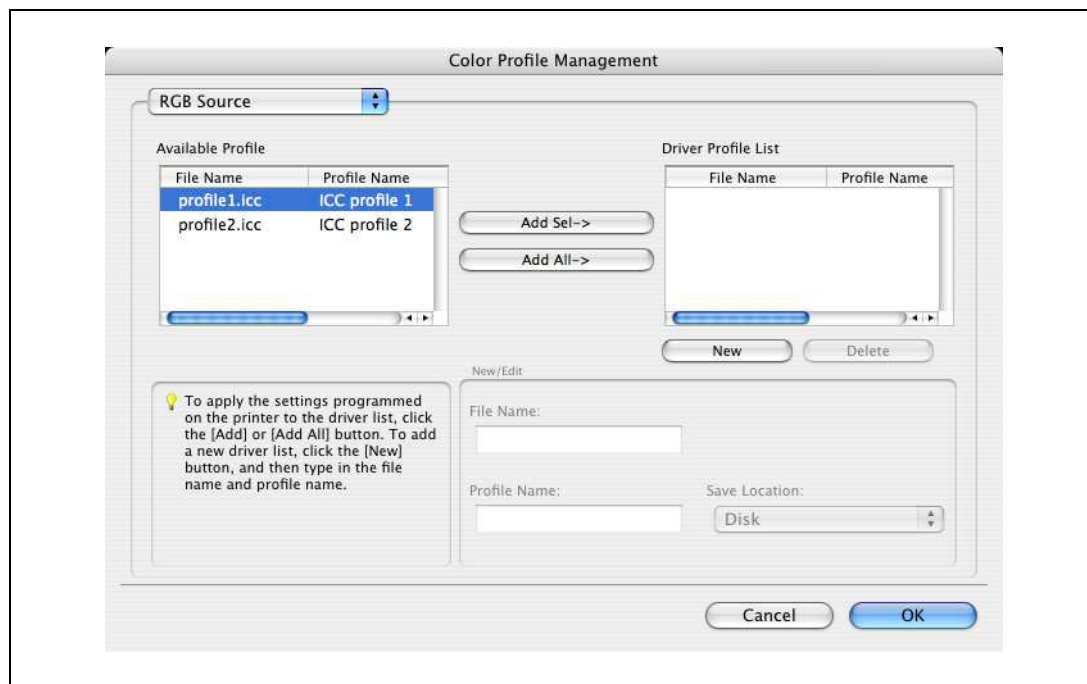 Color Profile Management
RGB Source
Available Profile
File Name Profile Name
profile1.icc ICC profile 1
profile2.icc ICC profile 2
Add Sel->
Add All->
Driver Profile List
File Name Profile Name
New Delete
To apply the settings programmed
on the printer to the driver list, click
the [Add] or [Add All] button. To add
a new driver list, click the [New]
button, and then type in the file
name and profile name.
New/Edit
File Name:
Profile Name:
Save Location:
Disk
Cancel OK